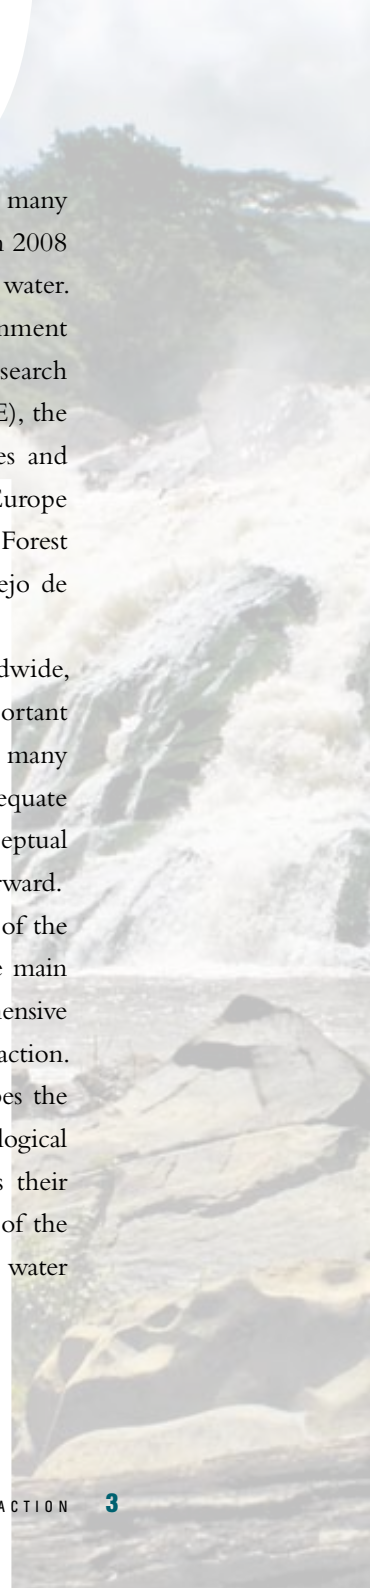 many
n 2008
water.
nment
search
E), the
es and
Europe
Forest
ejo de
dwide,
ortant
many
equate
eptual
rward.
of the
e main
ensive
action.
bes the
logical
s their
of the
water
ACTION 3